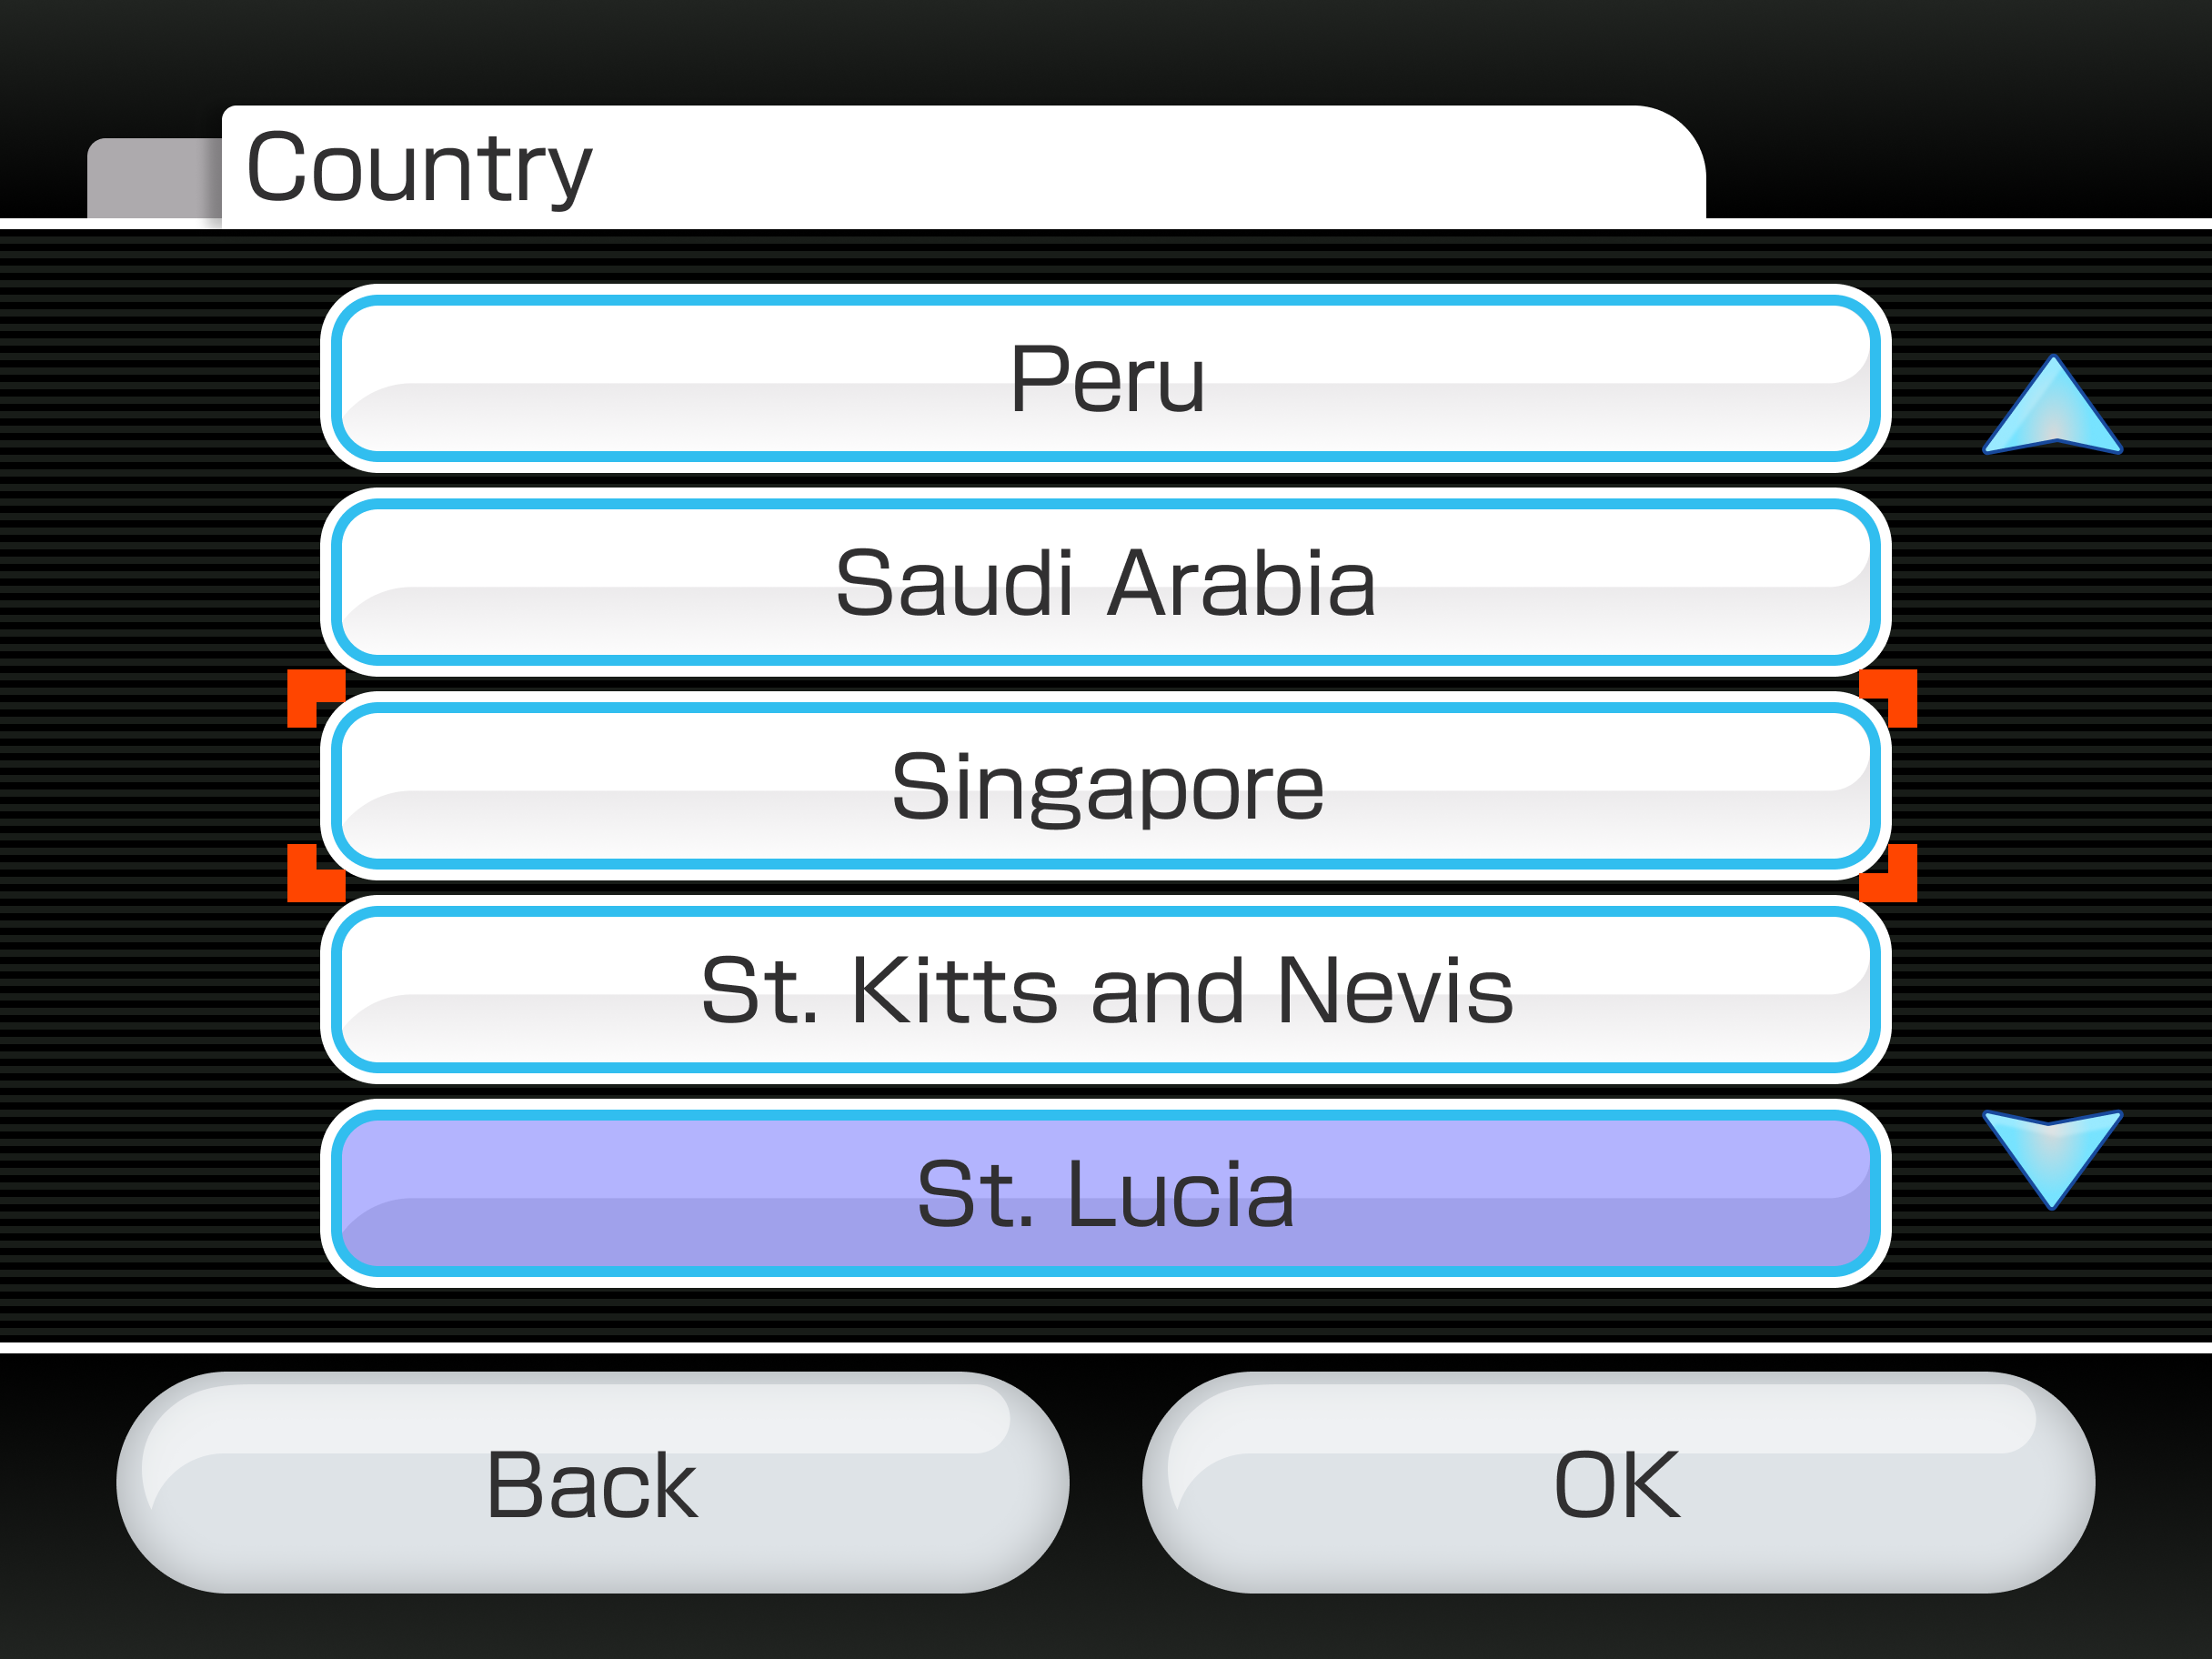 Country
Peru
Saudi Arabia
Singapore
St. Kitts and Nevis
St. Lucia
Back
OK